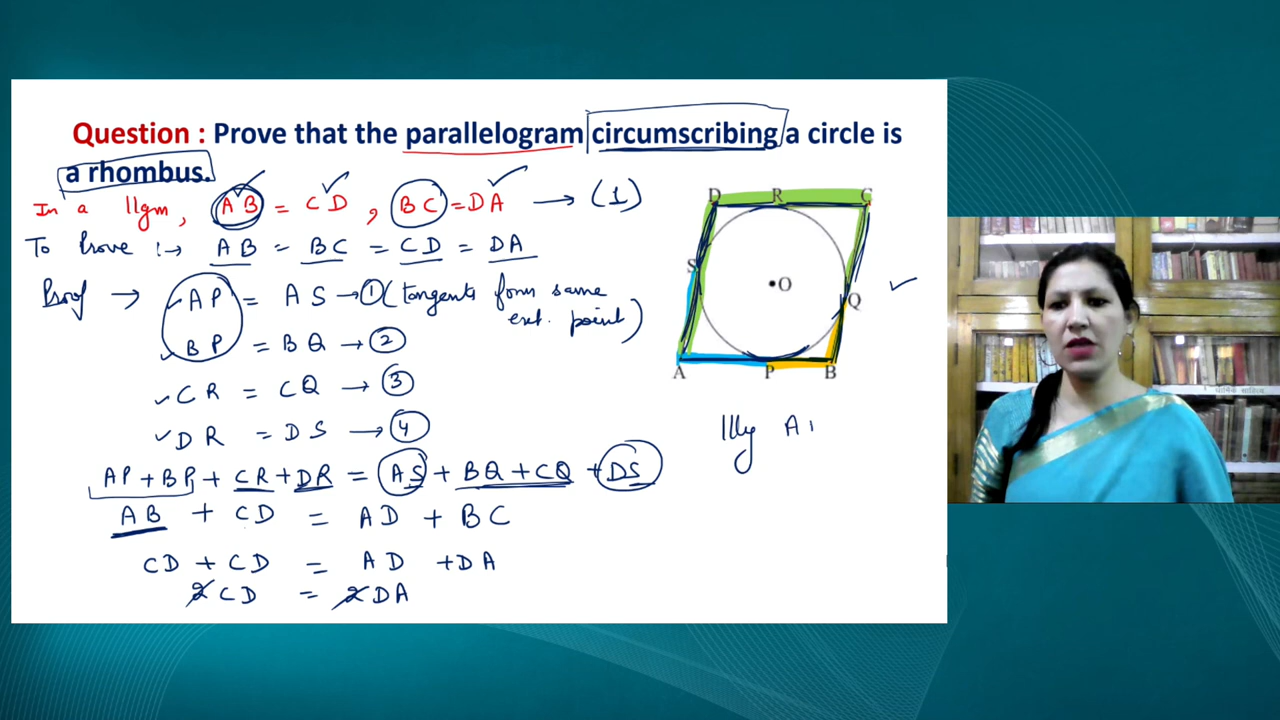 Question : Prove that the parallelogram circumscribing a circle is
a rhombus.
In a llgm, AB = CD , BC = DA → (1)
To Prove :→ AB = BC = CD = DA
Proof → AP = AS → ① (tangents form same
ext. point)
BP = BQ → ②
CR = CQ → ③
DR = DS → ④
AP + BP + CR + DR = AS + BQ + CQ + DS
AB + CD = AD + BC
CD + CD = AD + DA
2CD = 2DA
D R C
S
O
Q
A P B
Illy A